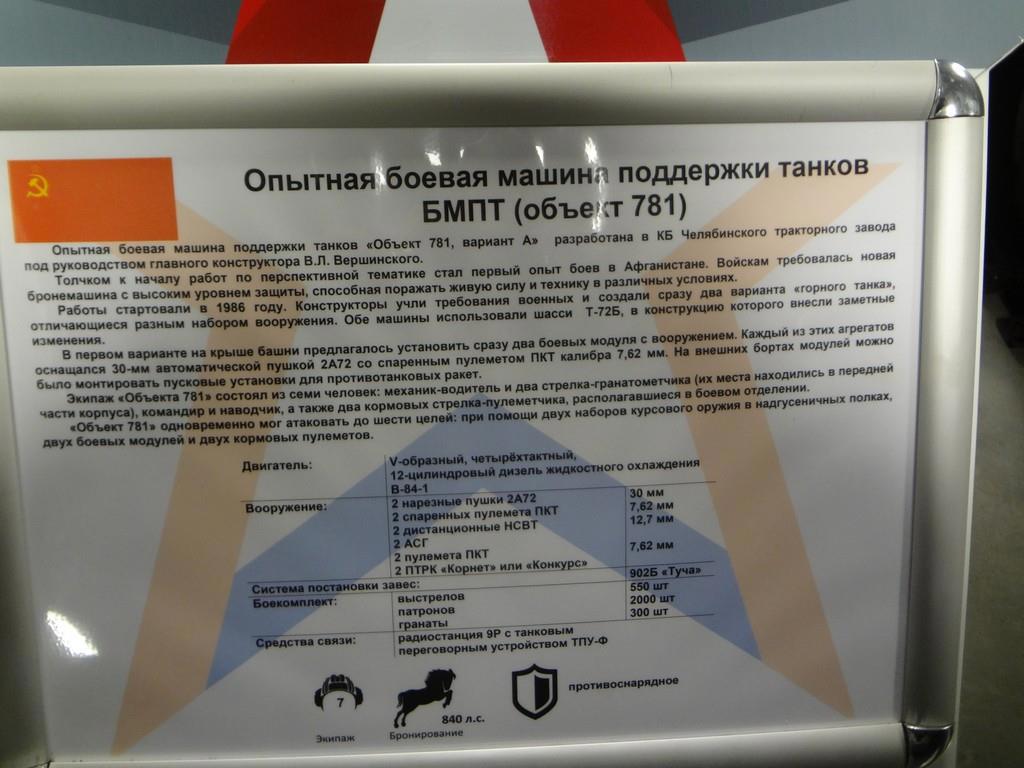 Опытная боевая машина поддержки танков
БМПТ (объект 781)
Опытная боевая машина поддержки танков «Объект 781, вариант А» разработана в КБ Челябинского тракторного завода
под руководством главного конструктора В.Л. Вершинского.
Толчком к началу работ по перспективной тематике стал первый опыт боев в Афганистане. Войскам требовалась новая
бронемашина с высоким уровнем защиты, способная поражать живую силу и технику в различных условиях.
Работы стартовали в 1986 году. Конструкторы учли требования военных и создали сразу два варианта «горного танка»,
отличающиеся разным набором вооружения. Обе машины использовали шасси Т-72Б, в конструкцию которого внесли заметные
изменения.
В первом варианте на крыше башни предлагалось установить сразу два боевых модуля с вооружением. Каждый из этих агрегатов
оснащался 30-мм автоматической пушкой 2А72 со спаренным пулеметом ПКТ калибра 7,62 мм. На внешних бортах модулей можно
было монтировать пусковые установки для противотанковых ракет.
Экипаж «Объекта 781» состоял из семи человек: механик-водитель и два стрелка-гранатометчика (их места находились в передней
части корпуса), командир и наводчик, а также два кормовых стрелка-пулеметчика, располагавшиеся в боевом отделении.
«Объект 781» одновременно мог атаковать до шести целей: при помощи двух наборов курсового оружия в надгусеничных полках,
двух боевых модулей и двух кормовых пулеметов.
Двигатель: V-образный, четырёхтактный,
12-цилиндровый дизель жидкостного охлаждения
В-84-1
Вооружение: 2 нарезные пушки 2А72 30 мм
2 спаренных пулемета ПКТ 7,62 мм
2 дистанционные НСВТ 12,7 мм
2 АСГ
2 пулемета ПКТ 7,62 мм
2 ПТРК «Корнет» или «Конкурс»
Система постановки завес: 902Б «Туча»
Боекомплект: выстрелов 550 шт
патронов 2000 шт
гранаты 300 шт
Средства связи: радиостанция 9Р с танковым
переговорным устройством ТПУ-Ф
7
840 л.с.
противоснарядное
Экипаж
Бронирование